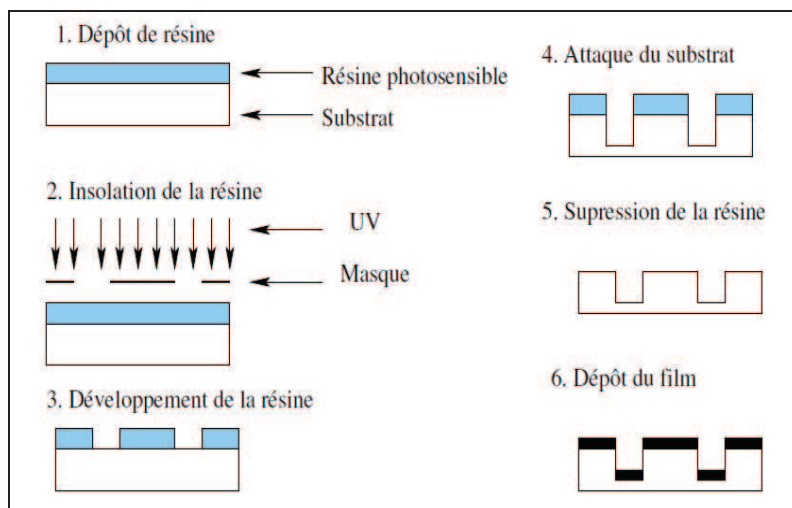 1. Dépôt de résine
Résine photosensible
Substrat
2. Insolation de la résine
UV
Masque
3. Développement de la résine
4. Attaque du substrat
5. Supression de la résine
6. Dépôt du film